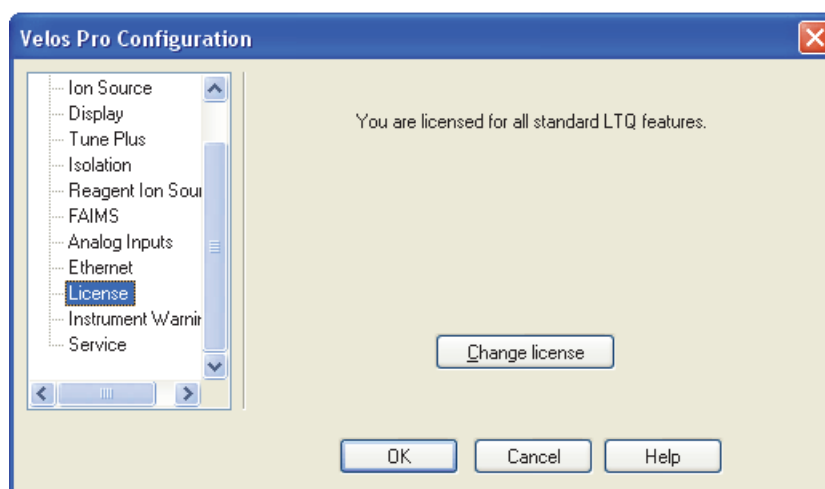 Velos Pro Configuration
Ion Source
Display
Tune Plus
Isolation
Reagent Ion Sour
FAIMS
Analog Inputs
Ethernet
License
Instrument Warnin
Service
You are licensed for all standard LTQ features.
Change license
OK Cancel Help